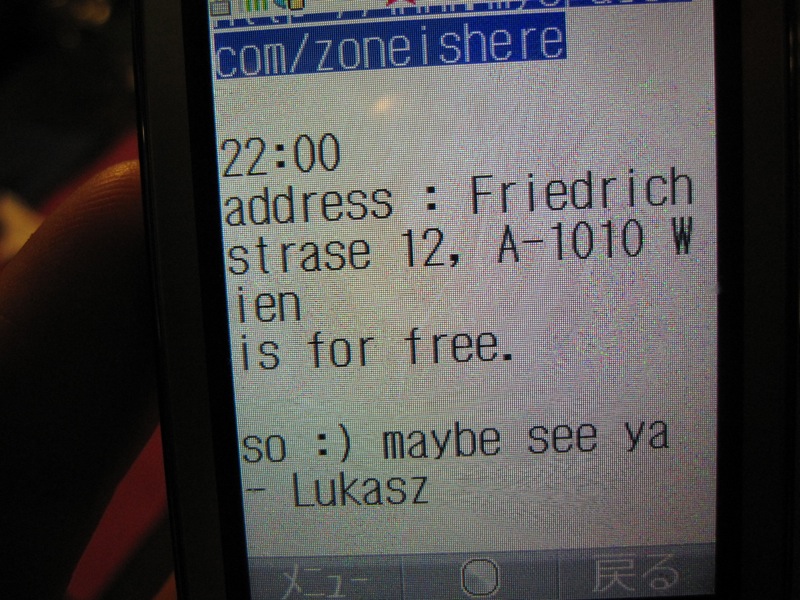 com/zoneishere
22:00
address : Friedrich
strase 12, A-1010 W
ien
is for free.
so :) maybe see ya
- Lukasz
メニュー 戻る